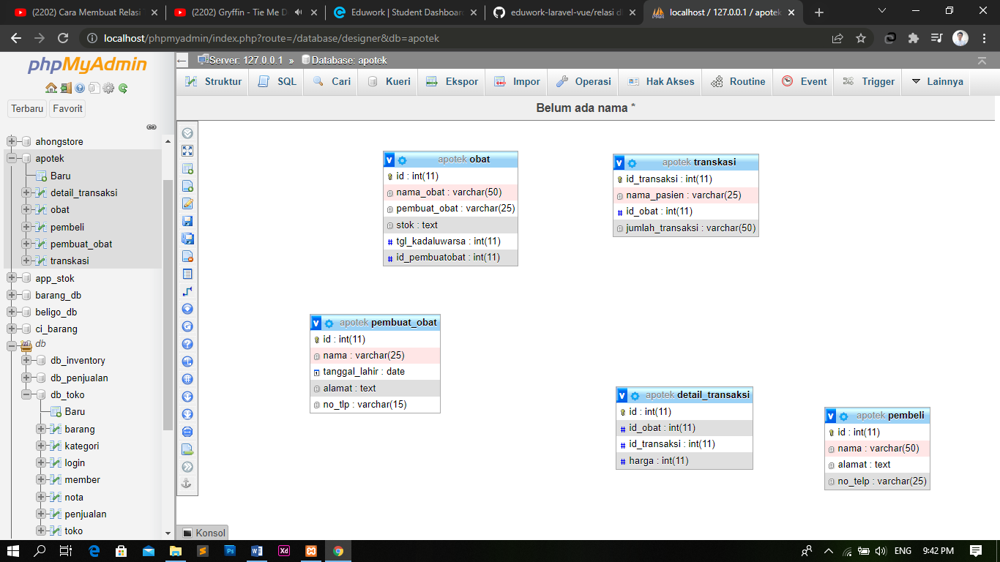 (2202) Cara Membuat Relasi
(2202) Gryffin - Tie Me D
Eduwork | Student Dashboar
eduwork-laravel-vue/relasi d
localhost / 127.0.0.1 / apotek
localhost/phpmyadmin/index.php?route=/database/designer&db=apotek
phpMyAdmin
Terbaru
Favorit
ahongstore
apotek
Baru
detail_transaksi
obat
pembeli
pembuat_obat
transkasi
app_stok
barang_db
beligo_db
ci_barang
db
db_inventory
db_penjualan
db_toko
Baru
barang
kategori
login
member
nota
penjualan
toko
Server: 127.0.0.1 » Database: apotek
Struktur
SQL
Cari
Kueri
Ekspor
Impor
Operasi
Hak Akses
Routine
Event
Trigger
Lainnya
Belum ada nama *
v apotek obat
id : int(11)
nama_obat : varchar(50)
pembuat_obat : varchar(25)
stok : text
# tgl_kadaluwarsa : int(11)
# id_pembuatobat : int(11)
v apotek transkasi
id_transaksi : int(11)
nama_pasien : varchar(25)
# id_obat : int(11)
jumlah_transaksi : varchar(50)
v apotek pembuat_obat
id : int(11)
nama : varchar(25)
tanggal_lahir : date
alamat : text
no_tlp : varchar(15)
v apotek detail_transaksi
id : int(11)
# id_obat : int(11)
# id_transaksi : int(11)
# harga : int(11)
v apotek pembeli
id : int(11)
nama : varchar(50)
alamat : text
no_telp : varchar(25)
Konsol
ENG
9:42 PM